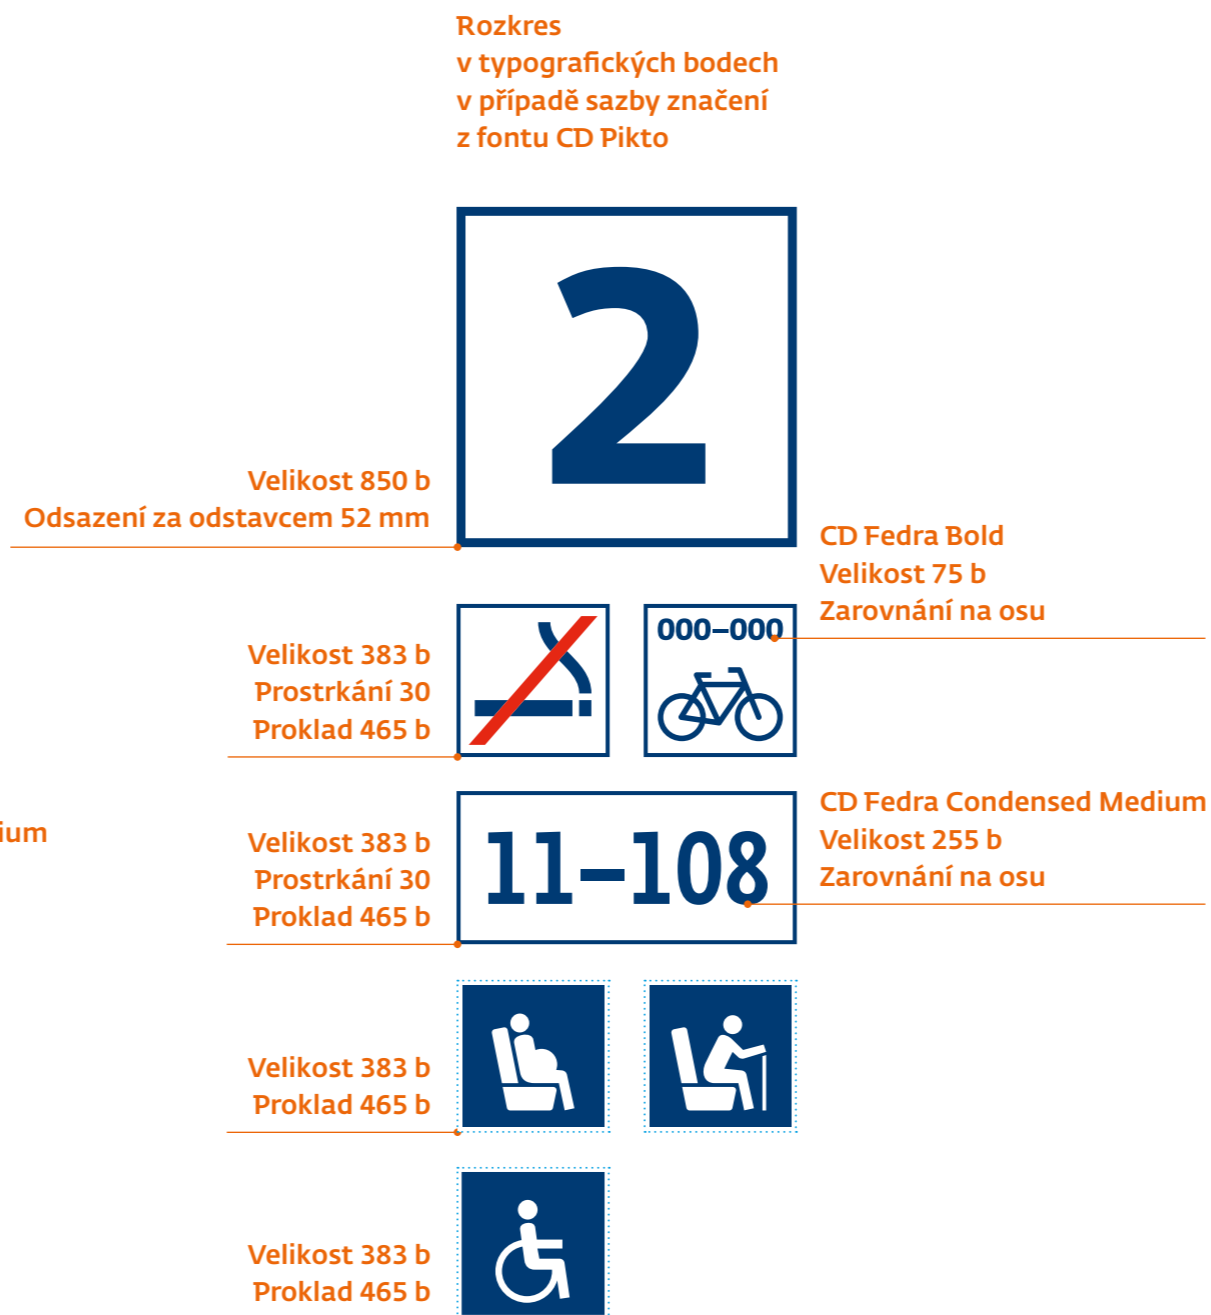 Rozkres
v typografických bodech
v případě sazby značení
z fontu CD Pikto
2
Velikost 850 b
Odsazení za odstavcem 52 mm
CD Fedra Bold
Velikost 75 b
Zarovnání na osu
000–000
Velikost 383 b
Prostrkání 30
Proklad 465 b
CD Fedra Condensed Medium
Velikost 255 b
Zarovnání na osu
ium
11–108
Velikost 383 b
Prostrkání 30
Proklad 465 b
Velikost 383 b
Proklad 465 b
Velikost 383 b
Proklad 465 b